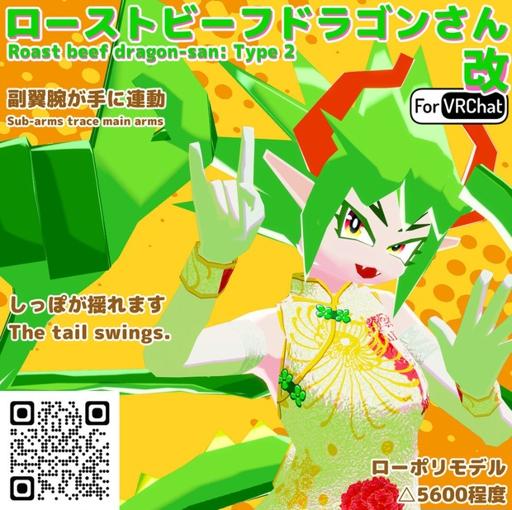 ローストビーフドラゴンさん
Roast beef dragon-san: Type 2
改
For VRChat
副翼腕が手に連動
Sub-arms trace main arms
しっぽが揺れます
The tail swings.
ローポリモデル
△5600程度